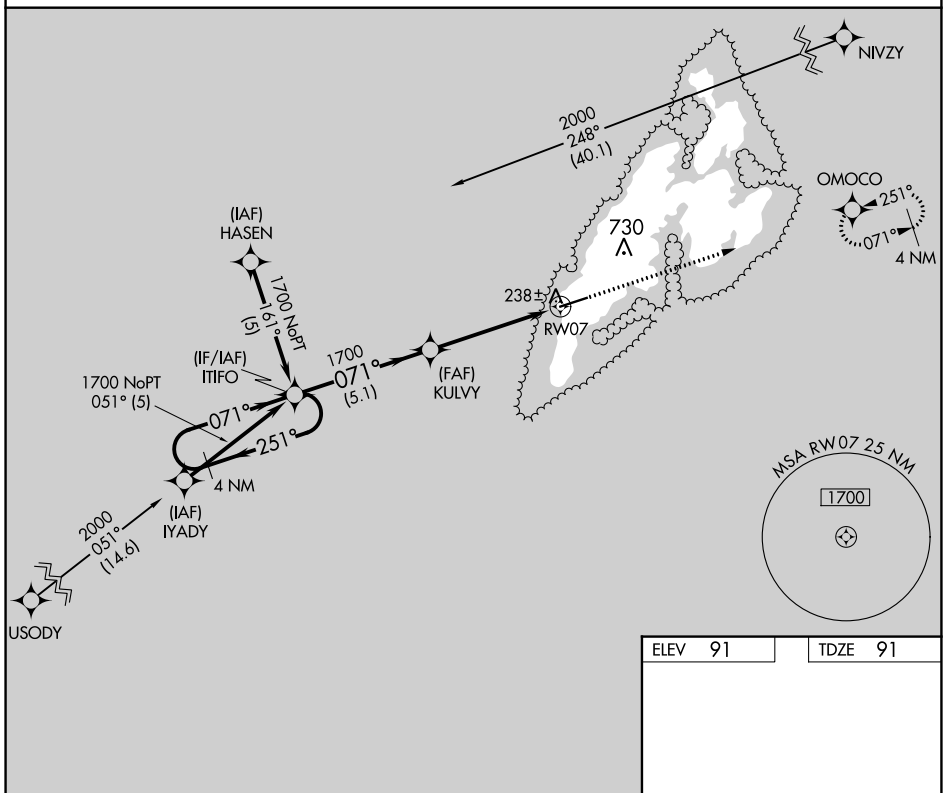 NIVZY
2000
248°
(40.1)
OMOCO
251°
071°
4 NM
(IAF)
HASEN
1700 NoPT
161°
(5)
730
238±
RW07
(IF/IAF)
ITIFO
1700
071°
(5.1)
(FAF)
KULVY
1700 NoPT
051° (5)
071°
251°
4 NM
(IAF)
IYADY
2000
051°
(14.6)
USODY
MSA RW07 25 NM
1700
ELEV 91
TDZE 91